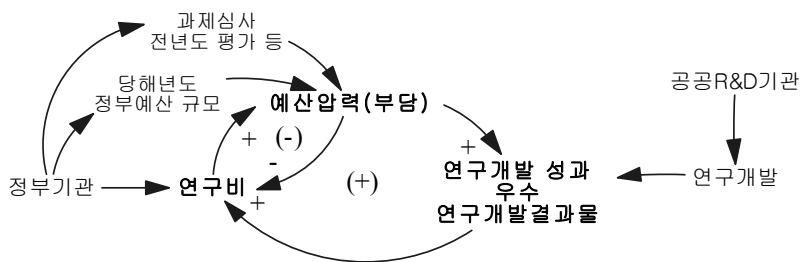 과제심사
전년도 평가 등
당해년도
정부예산 규모
예산압력(부담)
공공R&D기관
+ (-)
-
+
연구개발 성과
우수
연구개발결과물
정부기관
연구비
+
(+)
연구개발